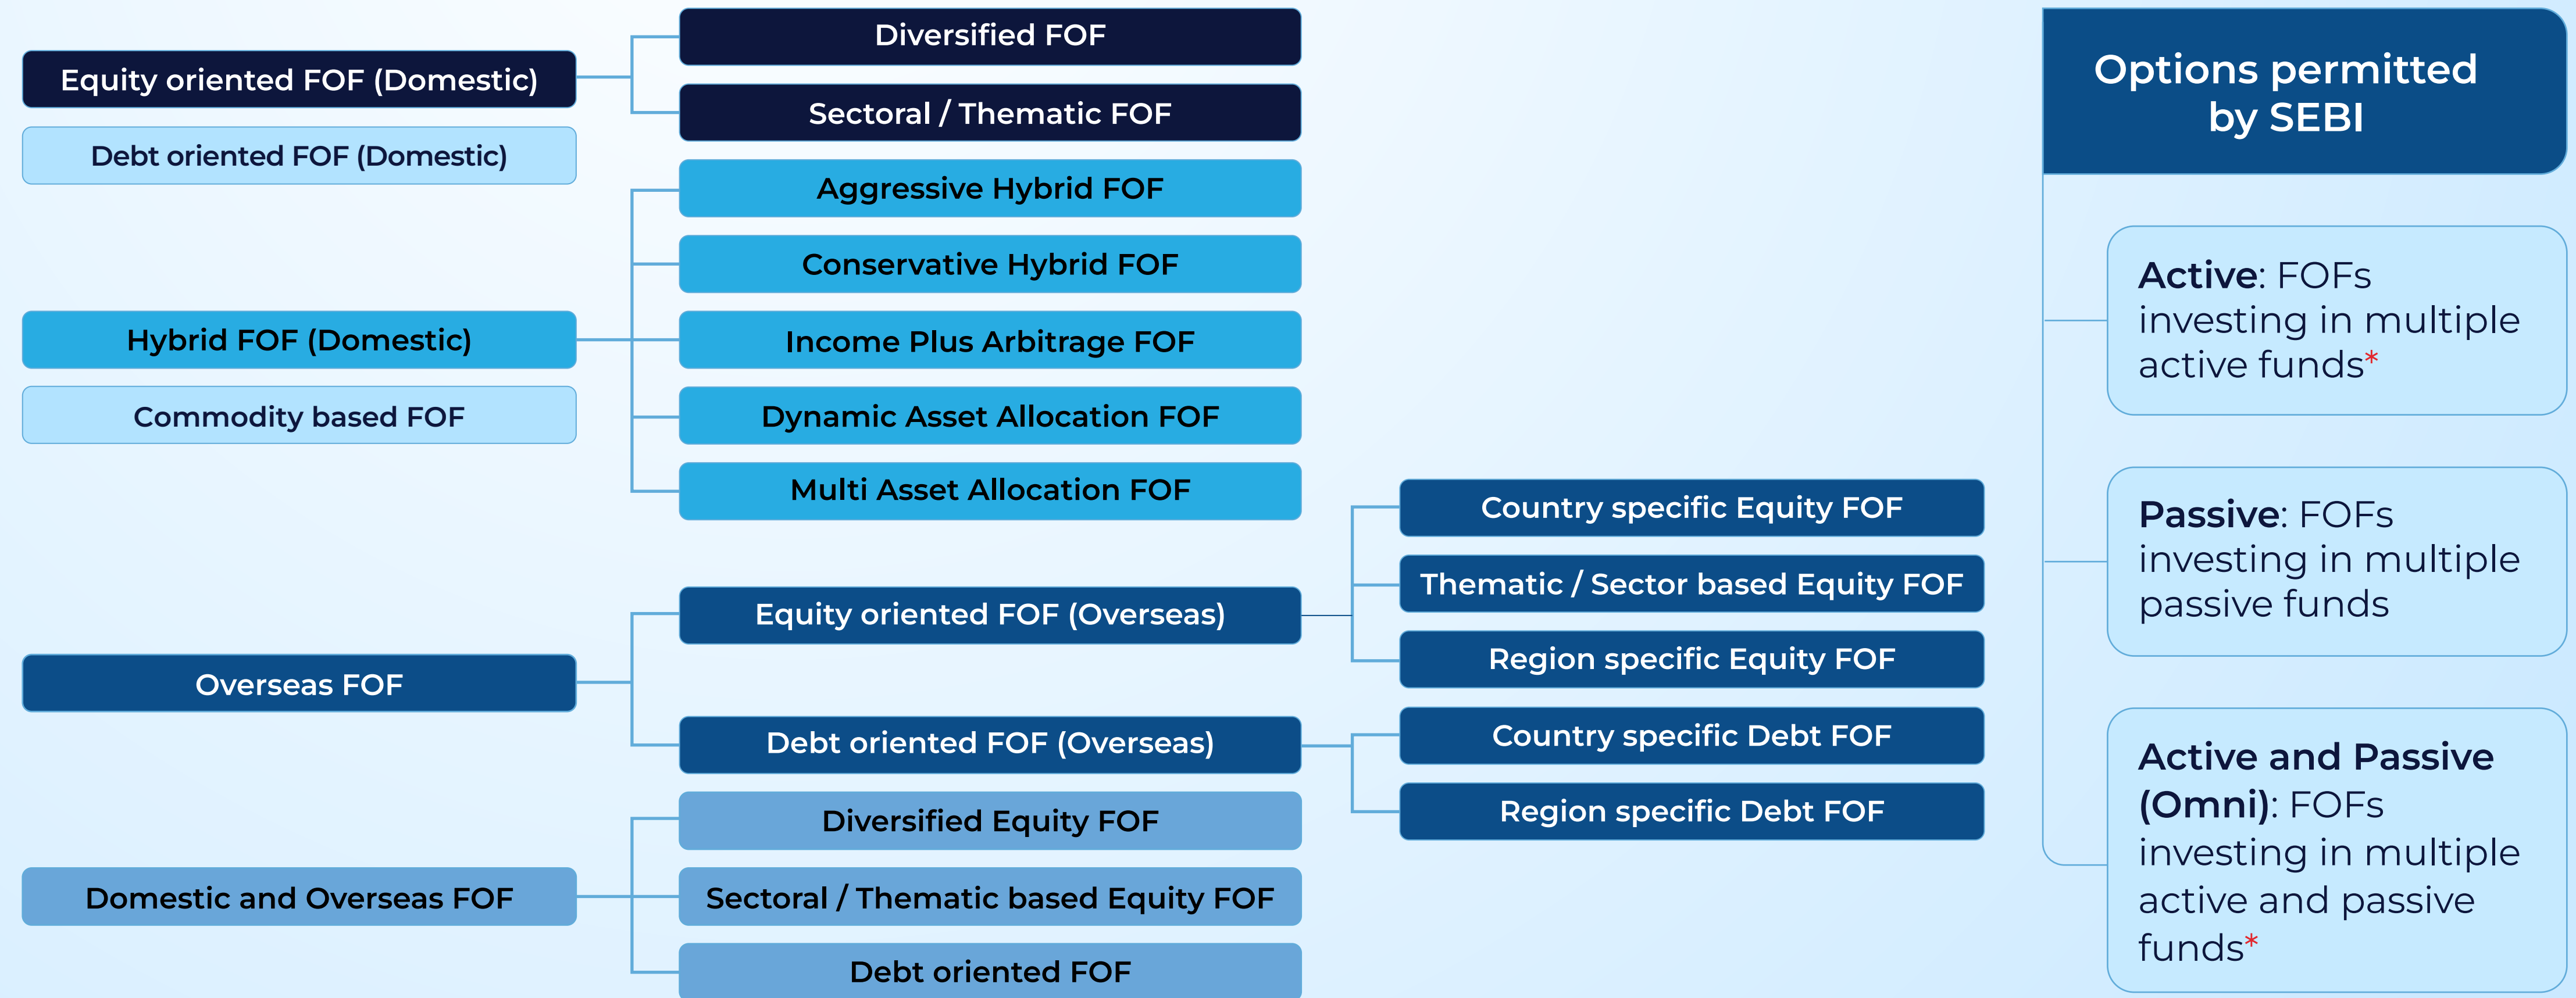 Equity oriented FOF (Domestic)
Diversified FOF
Sectoral / Thematic FOF
Debt oriented FOF (Domestic)
Hybrid FOF (Domestic)
Aggressive Hybrid FOF
Conservative Hybrid FOF
Income Plus Arbitrage FOF
Dynamic Asset Allocation FOF
Multi Asset Allocation FOF
Commodity based FOF
Overseas FOF
Equity oriented FOF (Overseas)
Country specific Equity FOF
Thematic / Sector based Equity FOF
Region specific Equity FOF
Debt oriented FOF (Overseas)
Country specific Debt FOF
Region specific Debt FOF
Domestic and Overseas FOF
Diversified Equity FOF
Sectoral / Thematic based Equity FOF
Debt oriented FOF
Options permitted
by SEBI
Active: FOFs
investing in multiple
active funds*
Passive: FOFs
investing in multiple
passive funds
Active and Passive
(Omni): FOFs
investing in multiple
active and passive
funds*